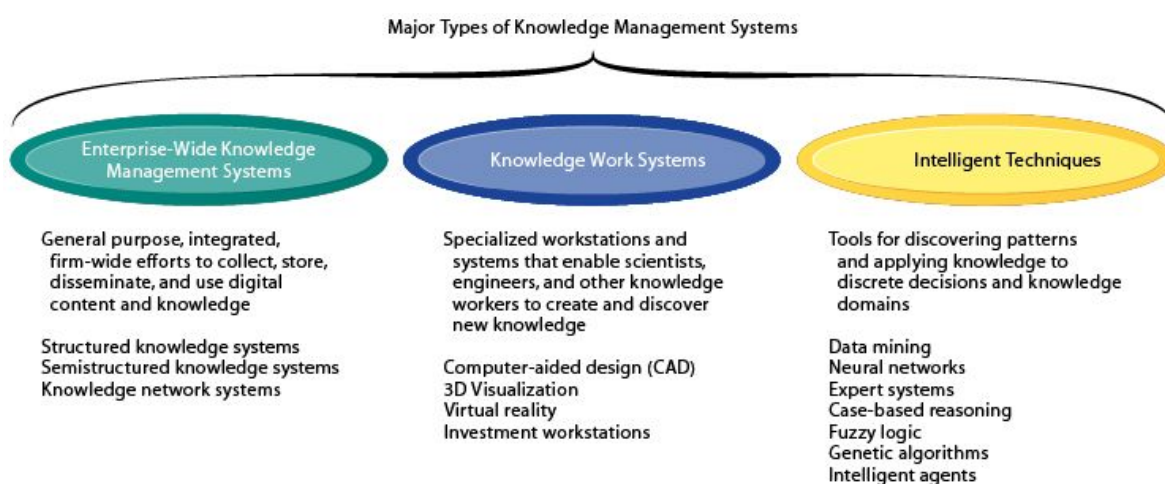 Major Types of Knowledge Management Systems
Enterprise-Wide Knowledge
Management Systems
General purpose, integrated,
firm-wide efforts to collect, store,
disseminate, and use digital
content and knowledge
Structured knowledge systems
Semistructured knowledge systems
Knowledge network systems
Knowledge Work Systems
Specialized workstations and
systems that enable scientists,
engineers, and other knowledge
workers to create and discover
new knowledge
Computer-aided design (CAD)
3D Visualization
Virtual reality
Investment workstations
Intelligent Techniques
Tools for discovering patterns
and applying knowledge to
discrete decisions and knowledge
domains
Data mining
Neural networks
Expert systems
Case-based reasoning
Fuzzy logic
Genetic algorithms
Intelligent agents